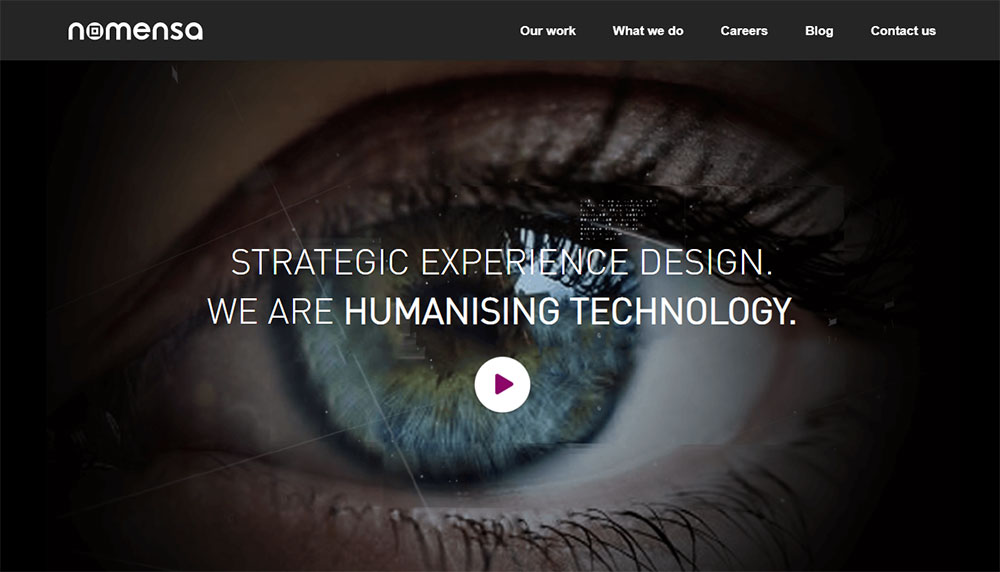 nomensa
Our work What we do Careers Blog Contact us
STRATEGIC EXPERIENCE DESIGN.
WE ARE HUMANISING TECHNOLOGY.